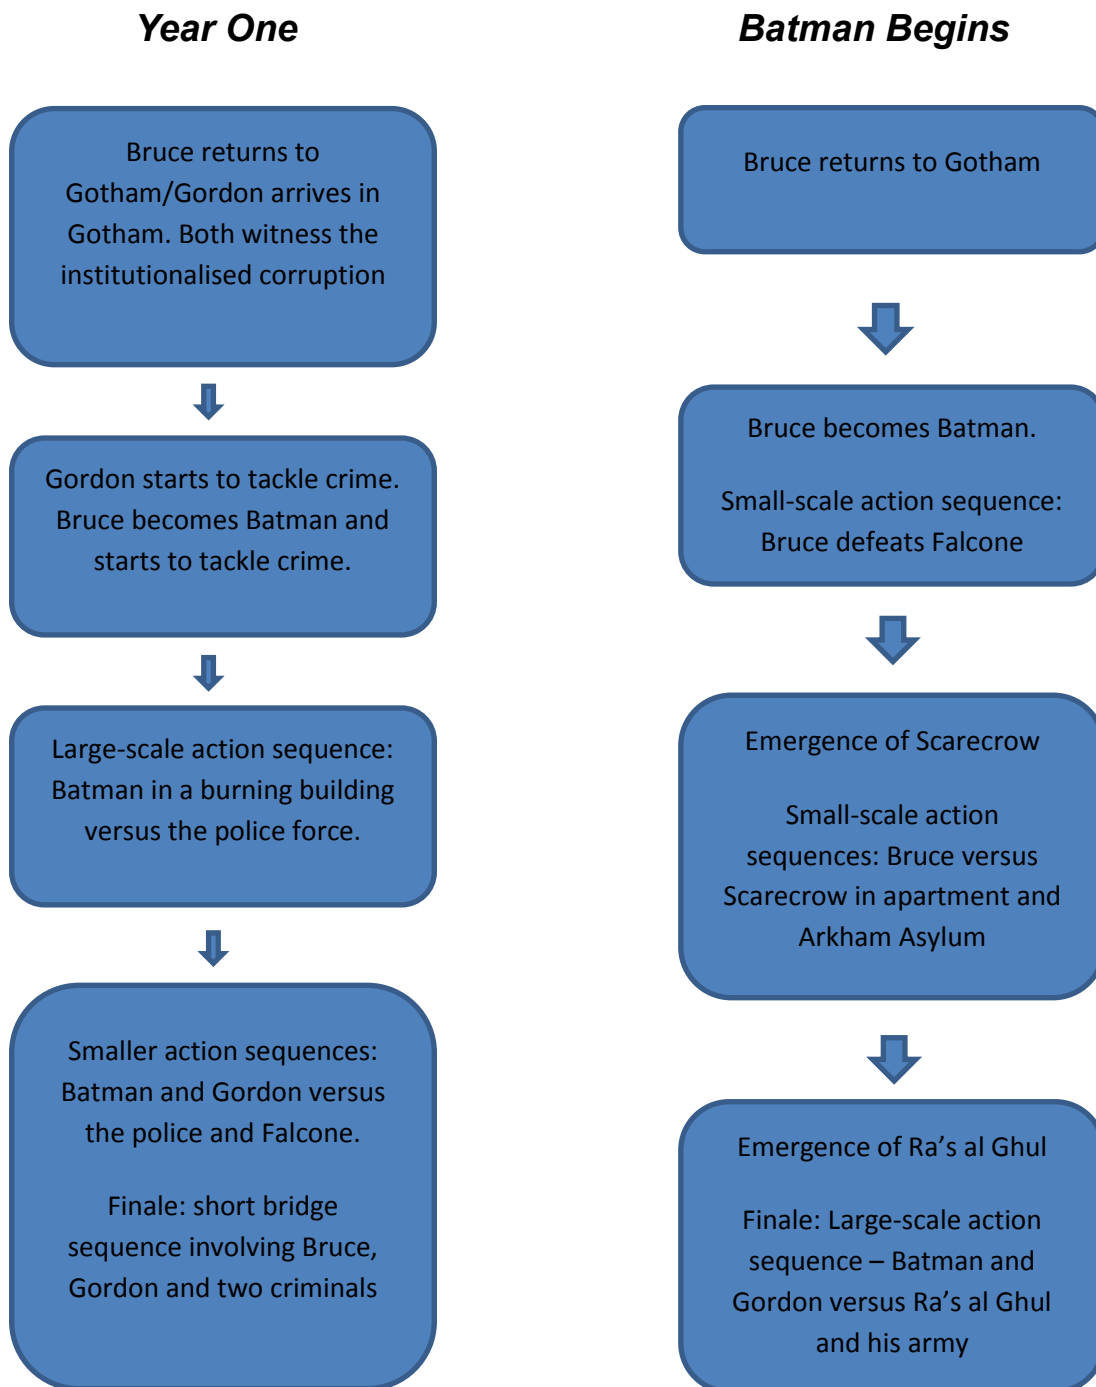 Year One
Bruce returns to
Gotham/Gordon arrives in
Gotham. Both witness the
institutionalised corruption
Gordon starts to tackle crime.
Bruce becomes Batman and
starts to tackle crime.
Large-scale action sequence:
Batman in a burning building
versus the police force.
Smaller action sequences:
Batman and Gordon versus
the police and Falcone.
Finale: short bridge
sequence involving Bruce,
Gordon and two criminals
Batman Begins
Bruce returns to Gotham
Bruce becomes Batman.
Small-scale action sequence:
Bruce defeats Falcone
Emergence of Scarecrow
Small-scale action
sequences: Bruce versus
Scarecrow in apartment and
Arkham Asylum
Emergence of Ra’s al Ghul
Finale: Large-scale action
sequence – Batman and
Gordon versus Ra’s al Ghul
and his army